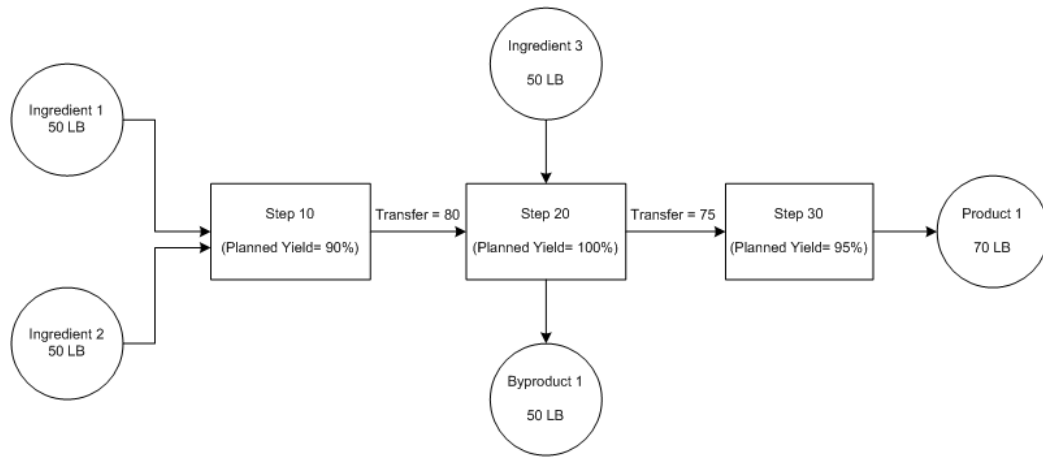 Ingredient 3
50 LB
Ingredient 1
50 LB
Step 10
(Planned Yield= 90%)
Transfer = 80
Step 20
(Planned Yield= 100%)
Transfer = 75
Step 30
(Planned Yield= 95%)
Product 1
70 LB
Ingredient 2
50 LB
Byproduct 1
50 LB